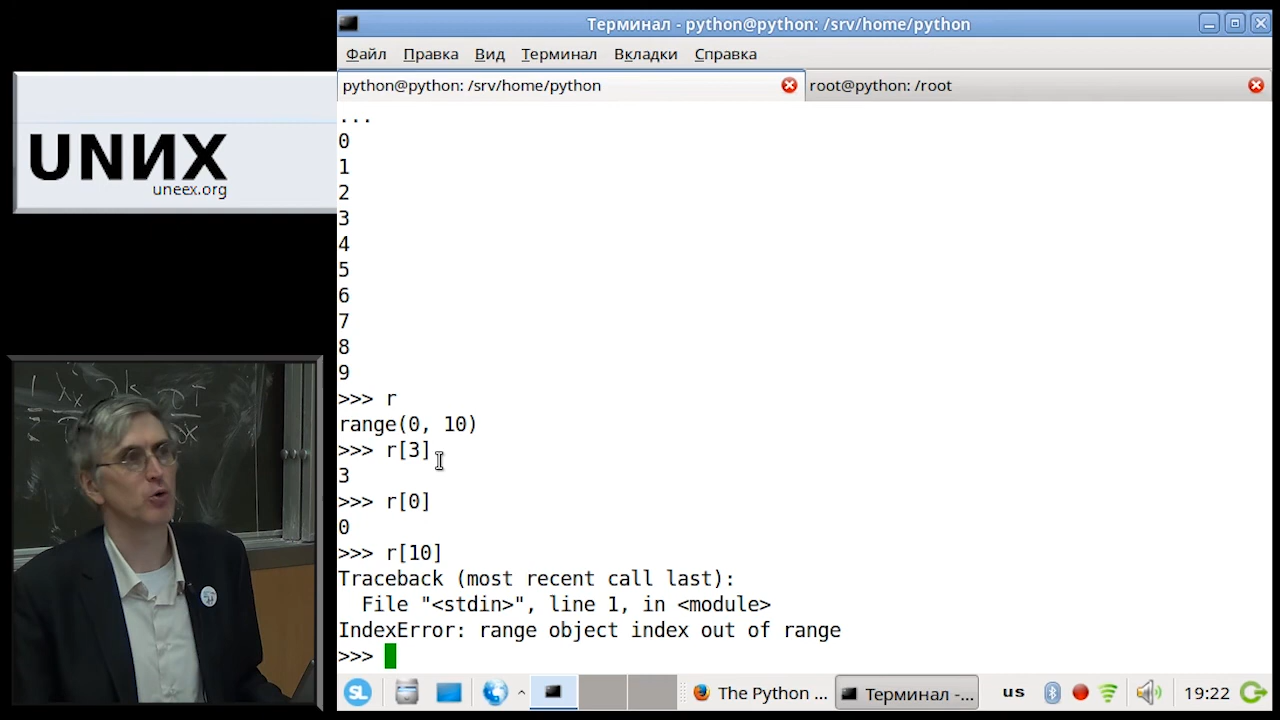 UNИX
uneex.org
Терминал - python@python: /srv/home/python
Файл Правка Вид Терминал Вкладки Справка
python@python: /srv/home/python
root@python: /root
...
0
1
2
3
4
5
6
7
8
9
>>> r
range(0, 10)
>>> r[3]
3
>>> r[0]
0
>>> r[10]
Traceback (most recent call last):
  File "<stdin>", line 1, in <module>
IndexError: range object index out of range
>>>
SL The Python ... Терминал -... us 19:22